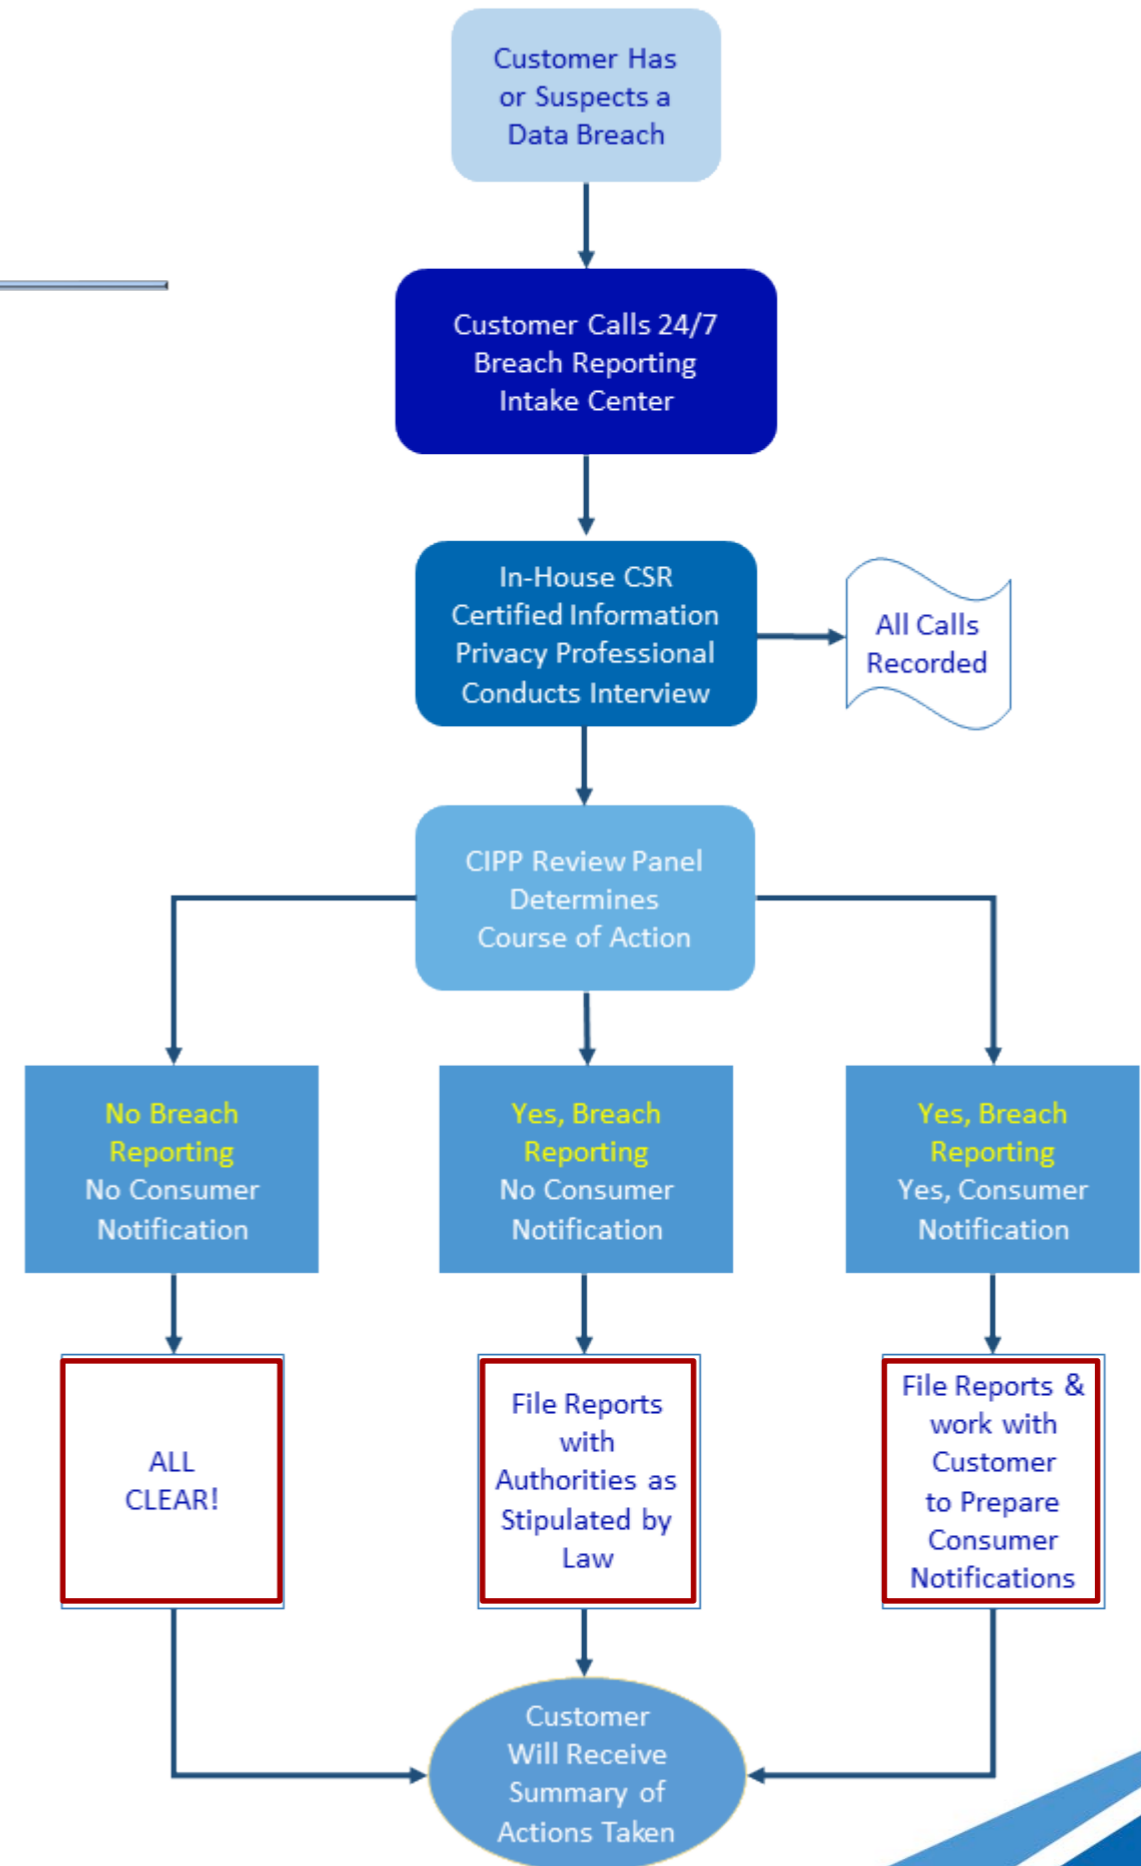 Customer Has
or Suspects a
Data Breach
Customer Calls 24/7
Breach Reporting
Intake Center
In-House CSR
Certified Information
Privacy Professional
Conducts Interview
All Calls
Recorded
CIPP Review Panel
Determines
Course of Action
No Breach
Reporting
No Consumer
Notification
Yes, Breach
Reporting
No Consumer
Notification
Yes, Breach
Reporting
Yes, Consumer
Notification
ALL
CLEAR!
File Reports
with
Authorities as
Stipulated by
Law
File Reports &
work with
Customer
to Prepare
Consumer
Notifications
Customer
Will Receive
Summary of
Actions Taken